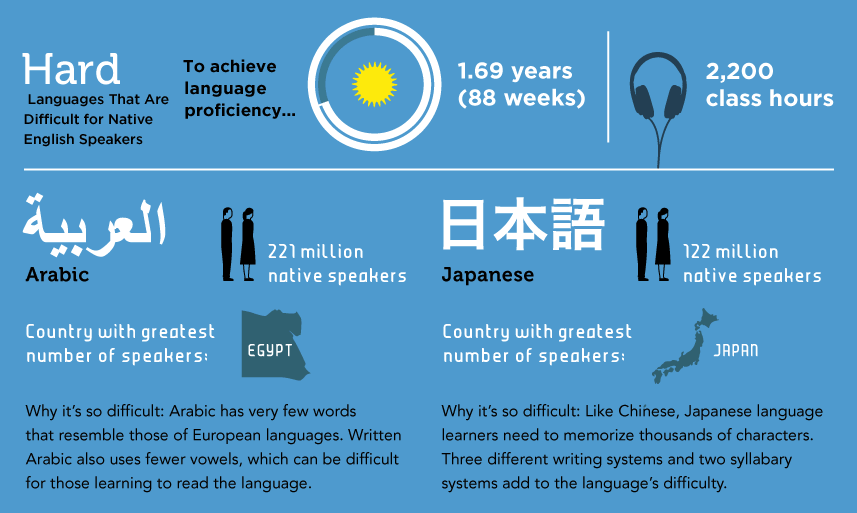 Hard
Languages That Are
Difficult for Native
English Speakers
To achieve
language
proficiency...
1.69 years
(88 weeks)
2,200
class hours
العربية
Arabic
221 million
native speakers
Country with greatest
number of speakers:
EGYPT
Why it's so difficult: Arabic has very few words
that resemble those of European languages. Written
Arabic also uses fewer vowels, which can be difficult
for those learning to read the language.
日本語
Japanese
122 million
native speakers
Country with greatest
number of speakers:
JAPAN
Why it's so difficult: Like Chinese, Japanese language
learners need to memorize thousands of characters.
Three different writing systems and two syllabary
systems add to the language's difficulty.